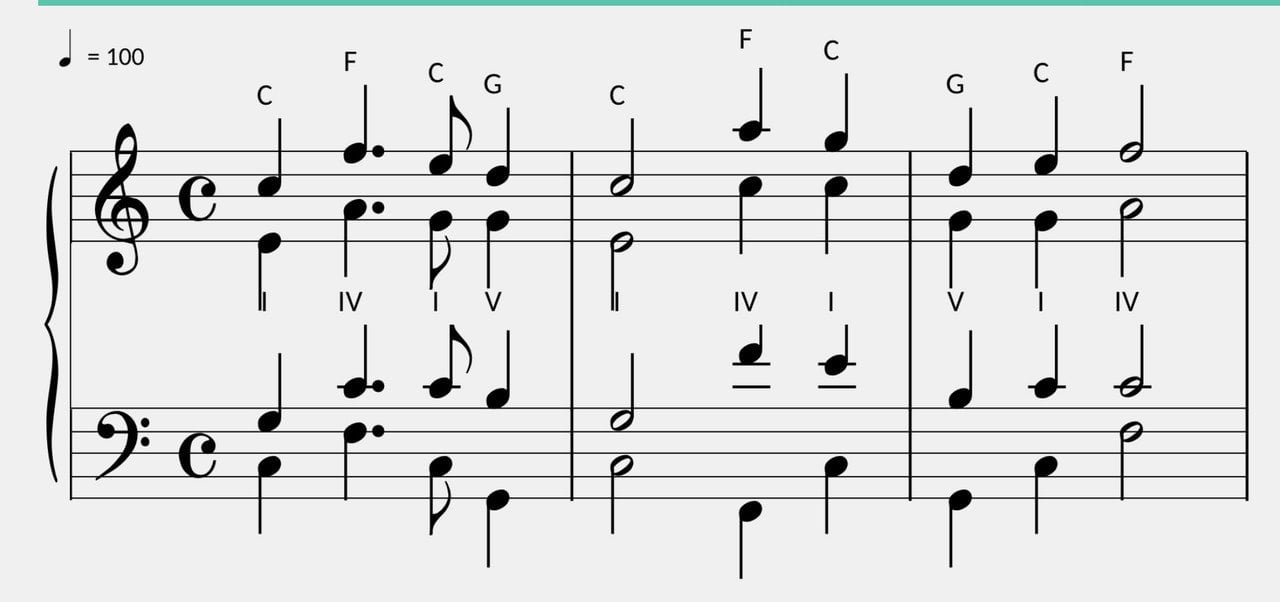 = 100
C F C G C F C G C F
I IV I V I IV I V I IV